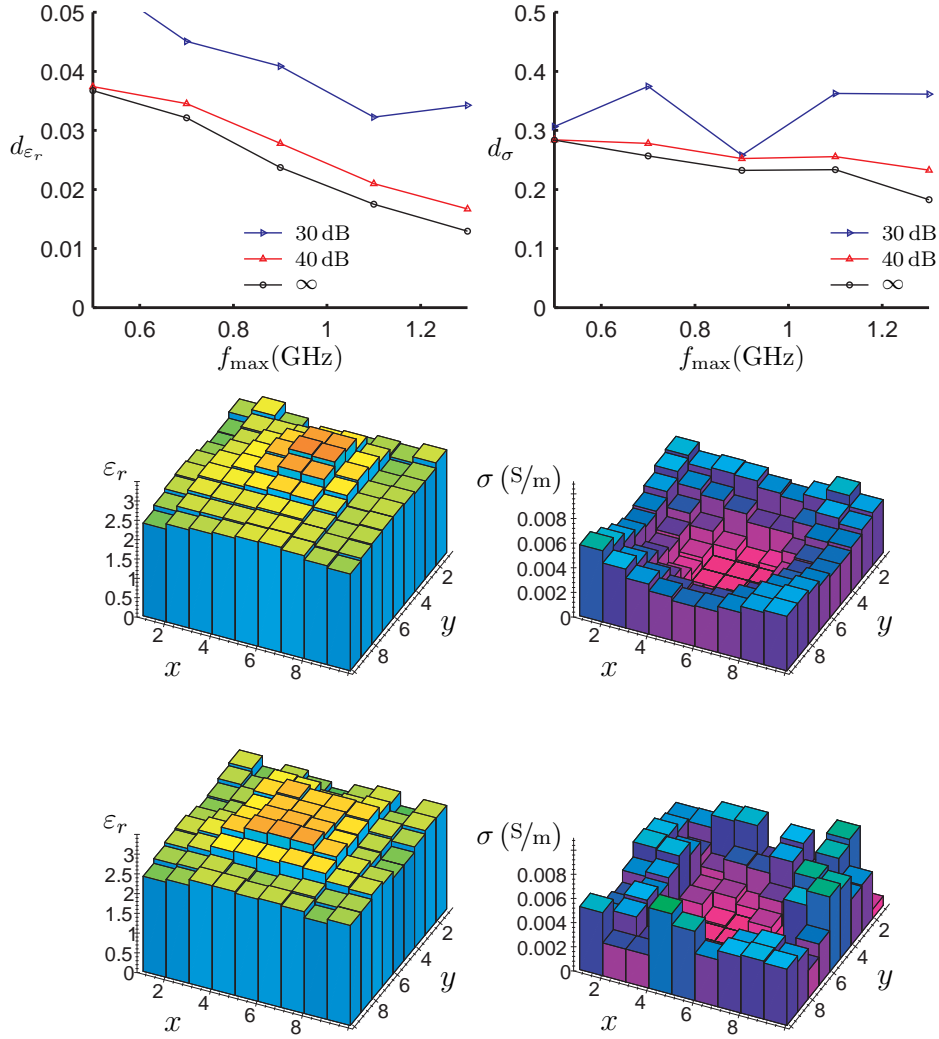 0.05
0.04
0.03
0.02
0.01
0
d_{ε_r}
0.6 0.8 1 1.2
f_max(GHz)
30 dB
40 dB
∞
0.5
0.4
0.3
0.2
0.1
0
d_σ
0.6 0.8 1 1.2
f_max(GHz)
30 dB
40 dB
∞
ε_r
3
2.5
2
1.5
1
0.5
0
2 4 6 8
x
8 6 4 2
y
σ (S/m)
0.008
0.006
0.004
0.002
0
2 4 6 8
x
8 6 4 2
y
ε_r
3
2.5
2
1.5
1
0.5
0
2 4 6 8
x
8 6 4 2
y
σ (S/m)
0.008
0.006
0.004
0.002
0
2 4 6 8
x
8 6 4 2
y